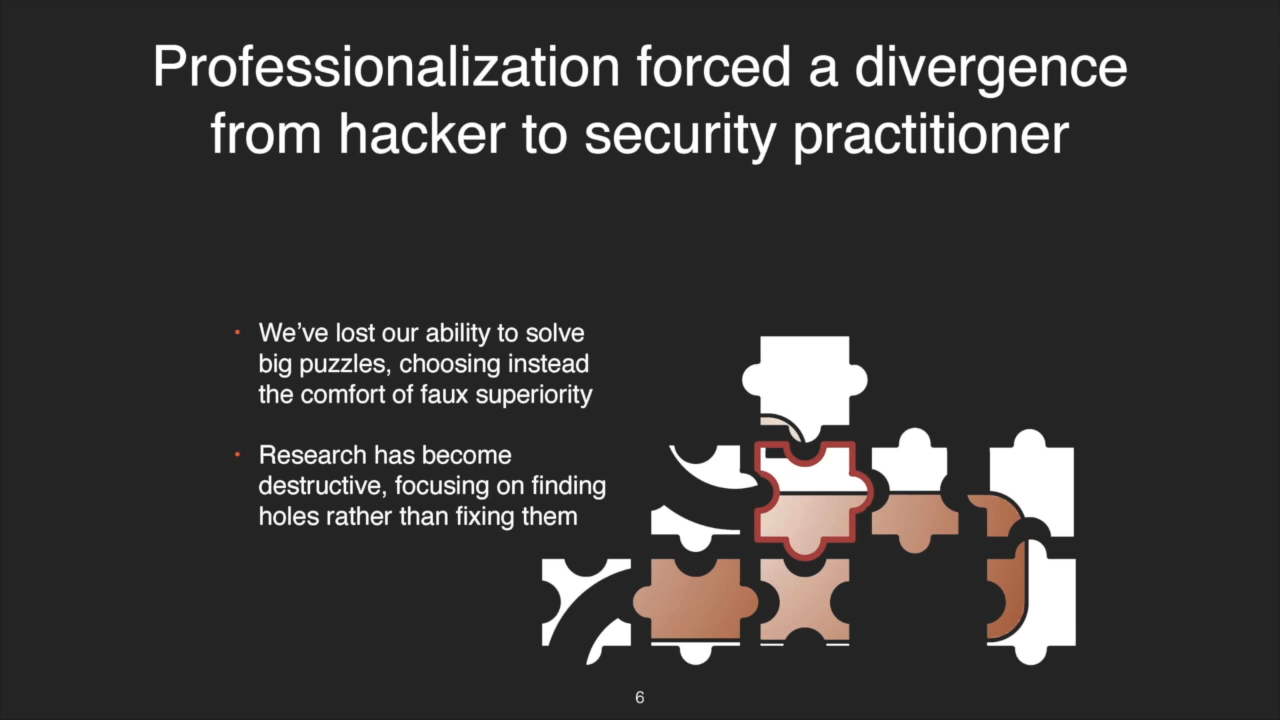 Professionalization forced a divergence
from hacker to security practitioner
• We’ve lost our ability to solve
big puzzles, choosing instead
the comfort of faux superiority
• Research has become
destructive, focusing on finding
holes rather than fixing them
6